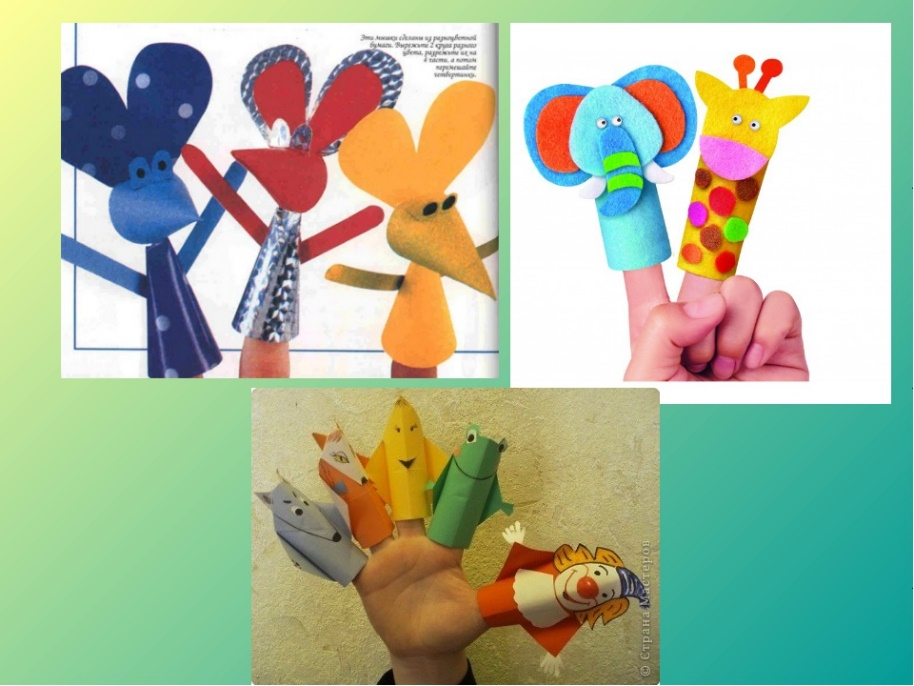 Эти мышки сделаны из разноцветной
бумаги. Вырежьте 2 круга разного
цвета, разрежьте их на
4 части, а потом
перемешайте
четвертинки.
© Страна Мастеров